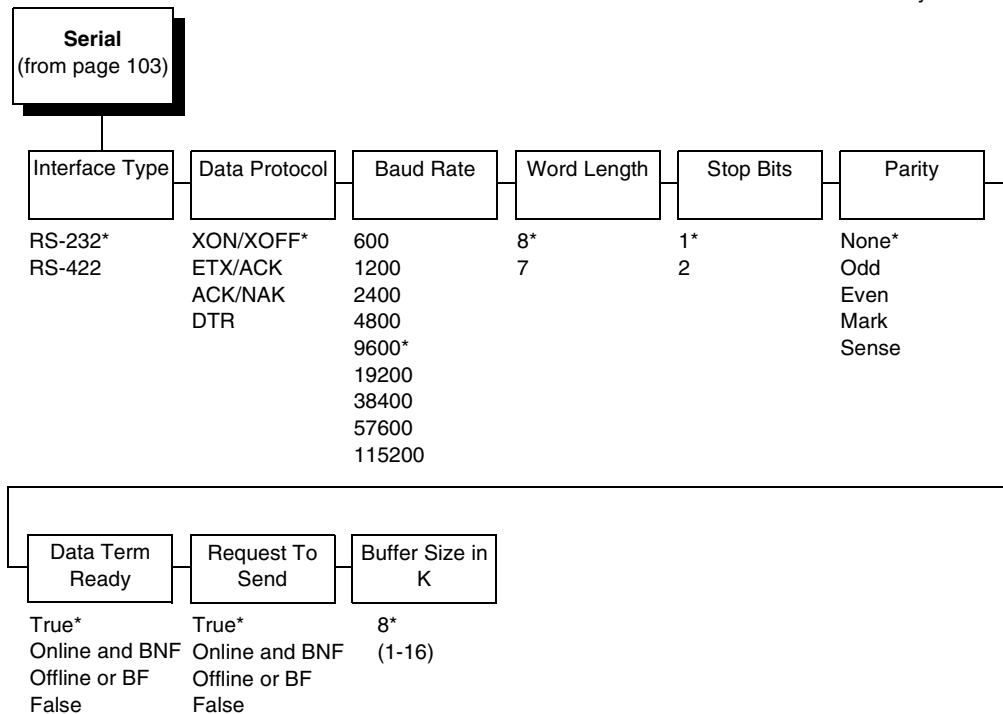 Serial
(from page 103)
Interface Type
RS-232*
RS-422
Data Protocol
XON/XOFF*
ETX/ACK
ACK/NAK
DTR
Baud Rate
600
1200
2400
4800
9600*
19200
38400
57600
115200
Word Length
8*
7
Stop Bits
1*
2
Parity
None*
Odd
Even
Mark
Sense
Data Term
Ready
True*
Online and BNF
Offline or BF
False
Request To
Send
True*
Online and BNF
Offline or BF
False
Buffer Size in
K
8*
(1-16)